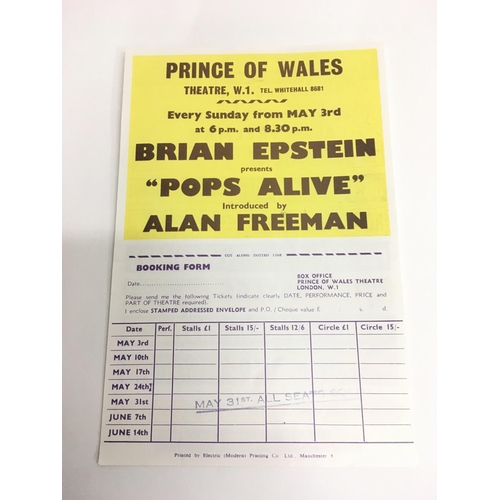 PRINCE OF WALES
THEATRE, W.1. TEL. WHITEHALL 8681
Every Sunday from MAY 3rd
at 6 p.m. and 8.30 p.m.
BRIAN EPSTEIN
presents
"POPS ALIVE"
Introduced by
ALAN FREEMAN
CUT ALONG DOTTED LINE
BOOKING FORM
BOX OFFICE
Date
PRINCE OF WALES THEATRE
LONDON, W.1
Please send me the following Tickets (indicate clearly DATE, PERFORMANCE, PRICE and
PART OF THEATRE required).
I enclose STAMPED ADDRESSED ENVELOPE and P.O. / Cheque value £ s. d.
Date Perf. Stalls £1 Stalls 15/- Stalls 12/6 Circle £1 Circle 15/-
MAY 3rd
MAY 10th
MAY 17th
MAY 24th
MAY 31st
MAY 31ST. ALL SEATS
JUNE 7th
JUNE 14th
Printed by Electric (Modern) Printing Co. Ltd., Manchester